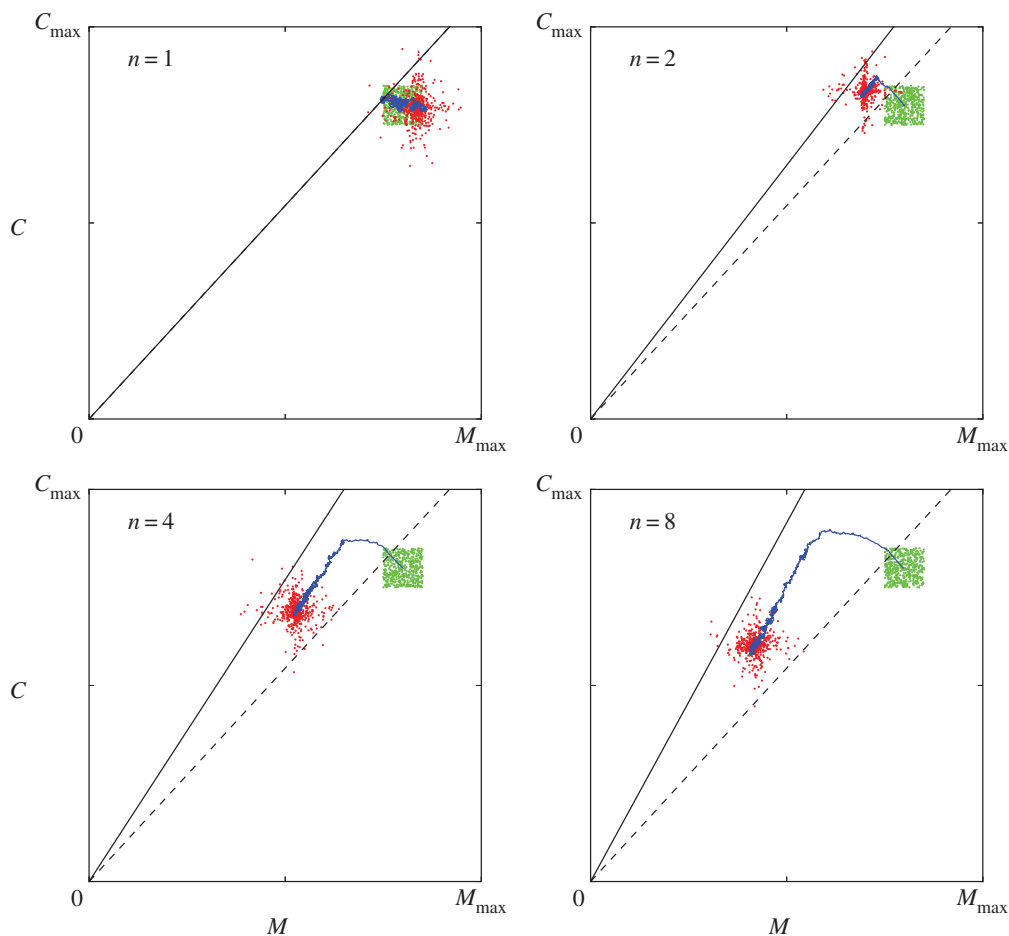 C_max
n = 1
C
0
M_max
C_max
n = 2
0
M_max
C_max
n = 4
C
0
M_max
M
C_max
n = 8
0
M_max
M